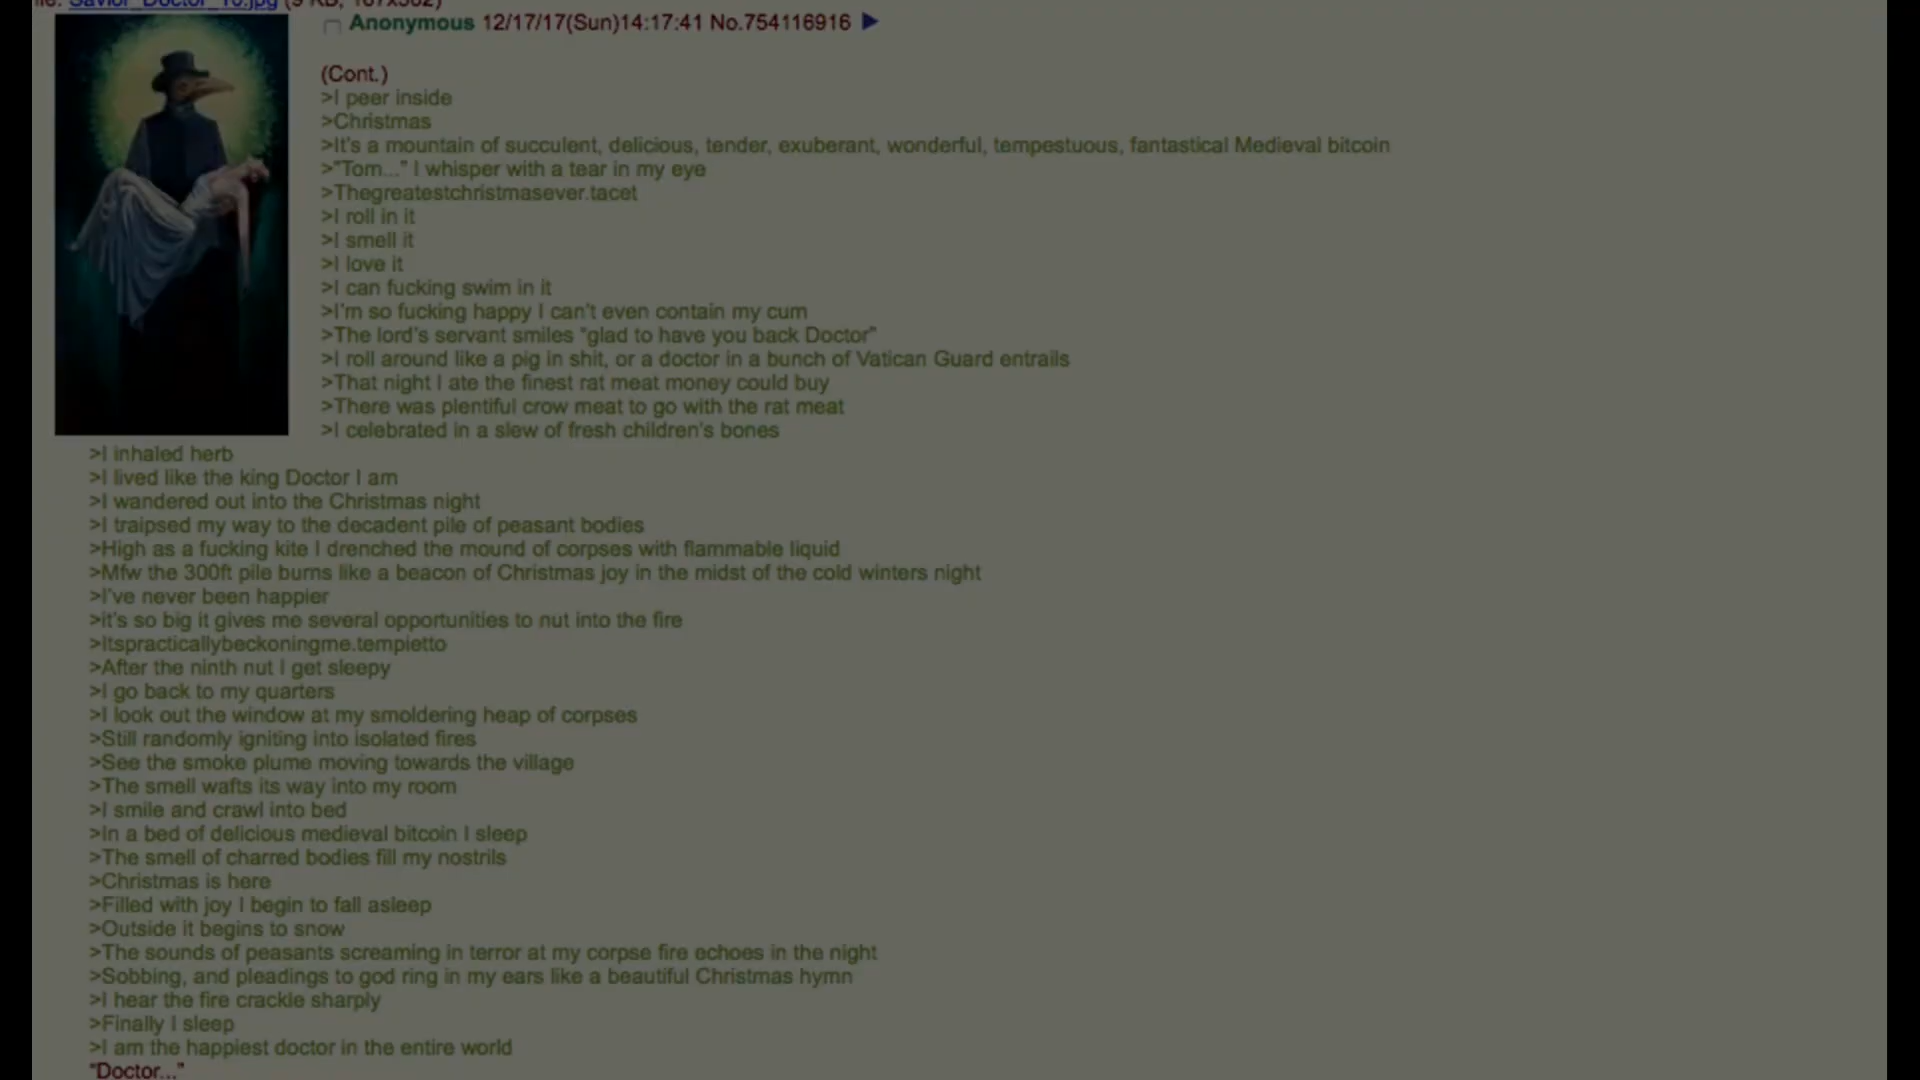 File: Savior_Doctor_10.jpg (9 KB, 167x302)
Anonymous 12/17/17(Sun)14:17:41 No.754116916
(Cont.)
>I peer inside
>Christmas
>It's a mountain of succulent, delicious, tender, exuberant, wonderful, tempestuous, fantastical Medieval bitcoin
>"Tom..." I whisper with a tear in my eye
>Thegreatestchristmasever.tacet
>I roll in it
>I smell it
>I love it
>I can fucking swim in it
>I'm so fucking happy I can't even contain my cum
>The lord's servant smiles "glad to have you back Doctor"
>I roll around like a pig in shit, or a doctor in a bunch of Vatican Guard entrails
>That night I ate the finest rat meat money could buy
>There was plentiful crow meat to go with the rat meat
>I celebrated in a slew of fresh children's bones
>I inhaled herb
>I lived like the king Doctor I am
>I wandered out into the Christmas night
>I traipsed my way to the decadent pile of peasant bodies
>High as a fucking kite I drenched the mound of corpses with flammable liquid
>Mfw the 300ft pile burns like a beacon of Christmas joy in the midst of the cold winters night
>I've never been happier
>it's so big it gives me several opportunities to nut into the fire
>Itspracticallybeckoningme.tempietto
>After the ninth nut I get sleepy
>I go back to my quarters
>I look out the window at my smoldering heap of corpses
>Still randomly igniting into isolated fires
>See the smoke plume moving towards the village
>The smell wafts its way into my room
>I smile and crawl into bed
>In a bed of delicious medieval bitcoin I sleep
>The smell of charred bodies fill my nostrils
>Christmas is here
>Filled with joy I begin to fall asleep
>Outside it begins to snow
>The sounds of peasants screaming in terror at my corpse fire echoes in the night
>Sobbing, and pleadings to god ring in my ears like a beautiful Christmas hymn
>I hear the fire crackle sharply
>Finally I sleep
>I am the happiest doctor in the entire world
"Doctor..."